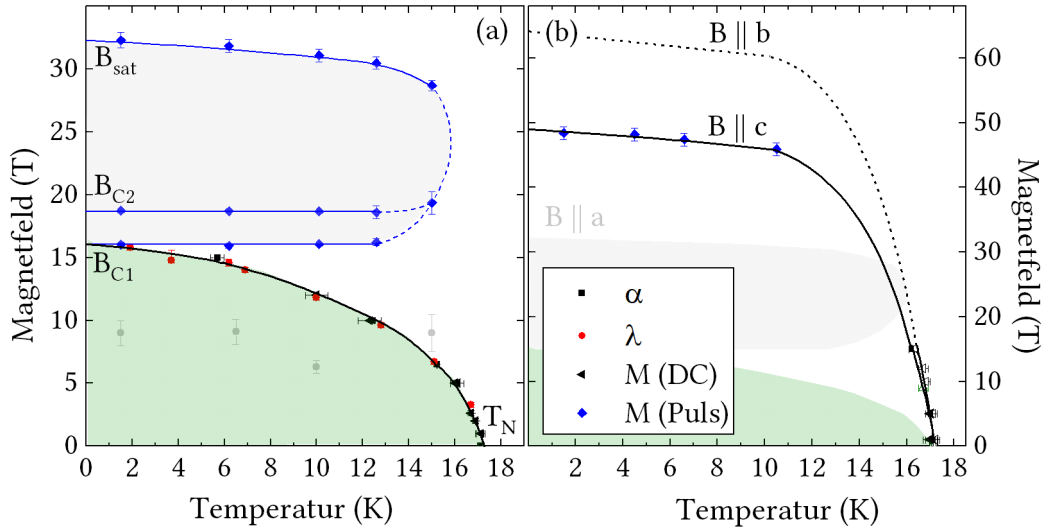 (a)
B_sat
B_C2
B_C1
T_N
30
25
20
15
10
5
0
Magnetfeld (T)
0 2 4 6 8 10 12 14 16 18
Temperatur (K)
(b)
B || b
B || c
B || a
α
λ
M (DC)
M (Puls)
60
50
40
30
20
10
0
Magnetfeld (T)
2 4 6 8 10 12 14 16 18
Temperatur (K)